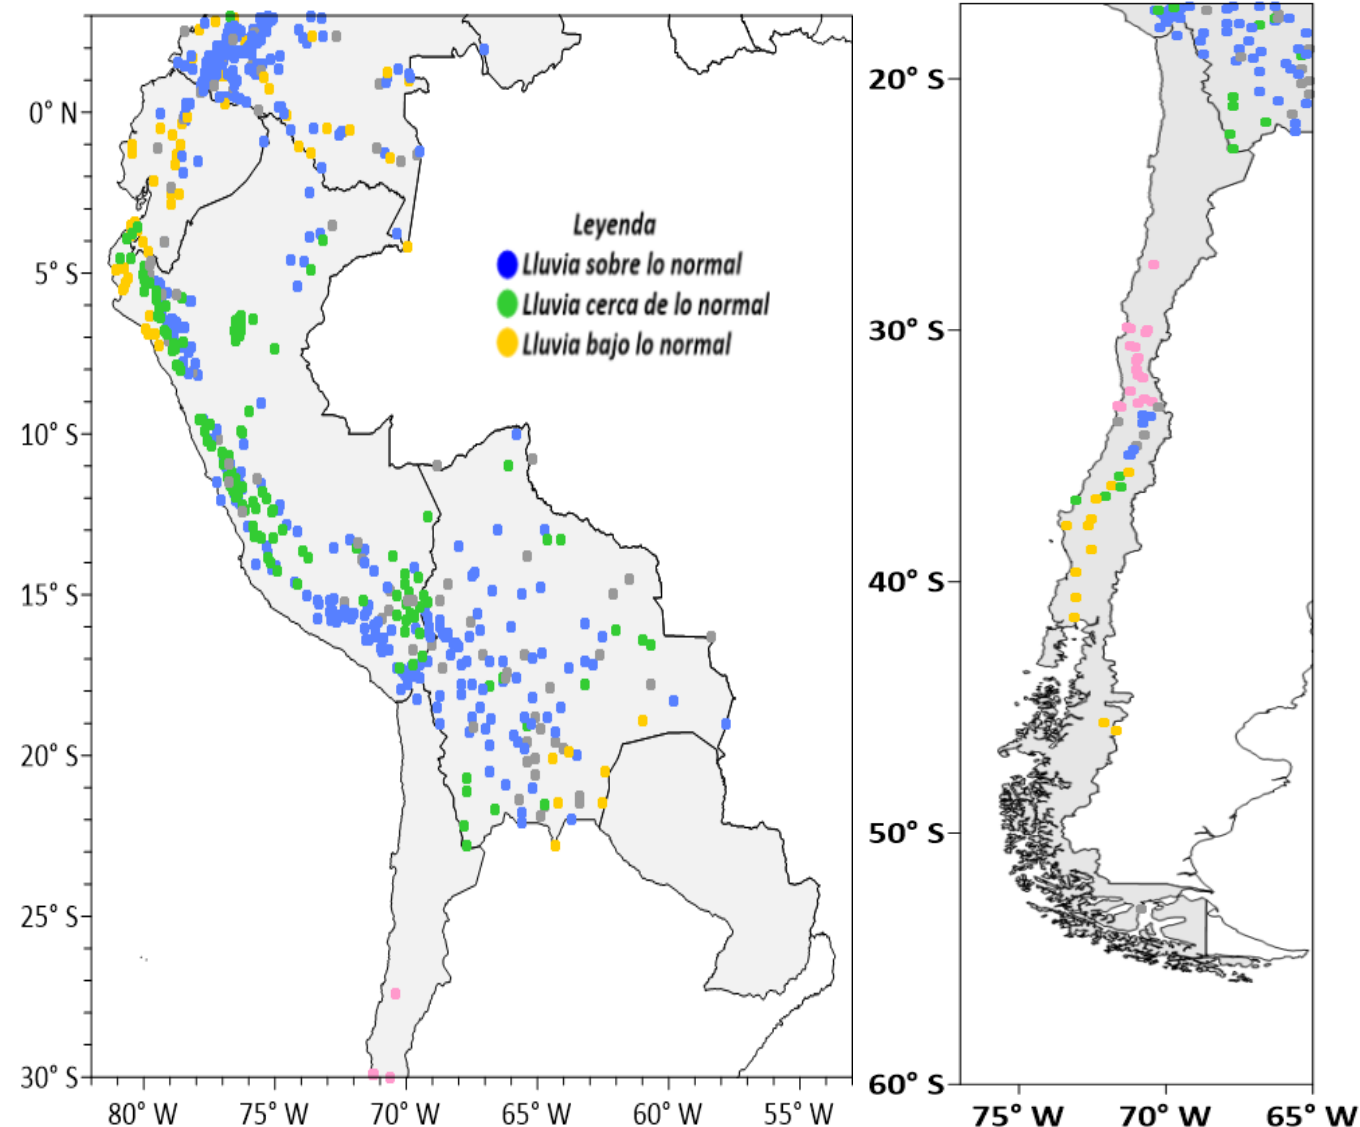 0° N
5° S
10° S
15° S
20° S
25° S
30° S
80° W
75° W
70° W
65° W
60° W
55° W
Leyenda
Lluvia sobre lo normal
Lluvia cerca de lo normal
Lluvia bajo lo normal
20° S
30° S
40° S
50° S
60° S
75° W
70° W
65° W